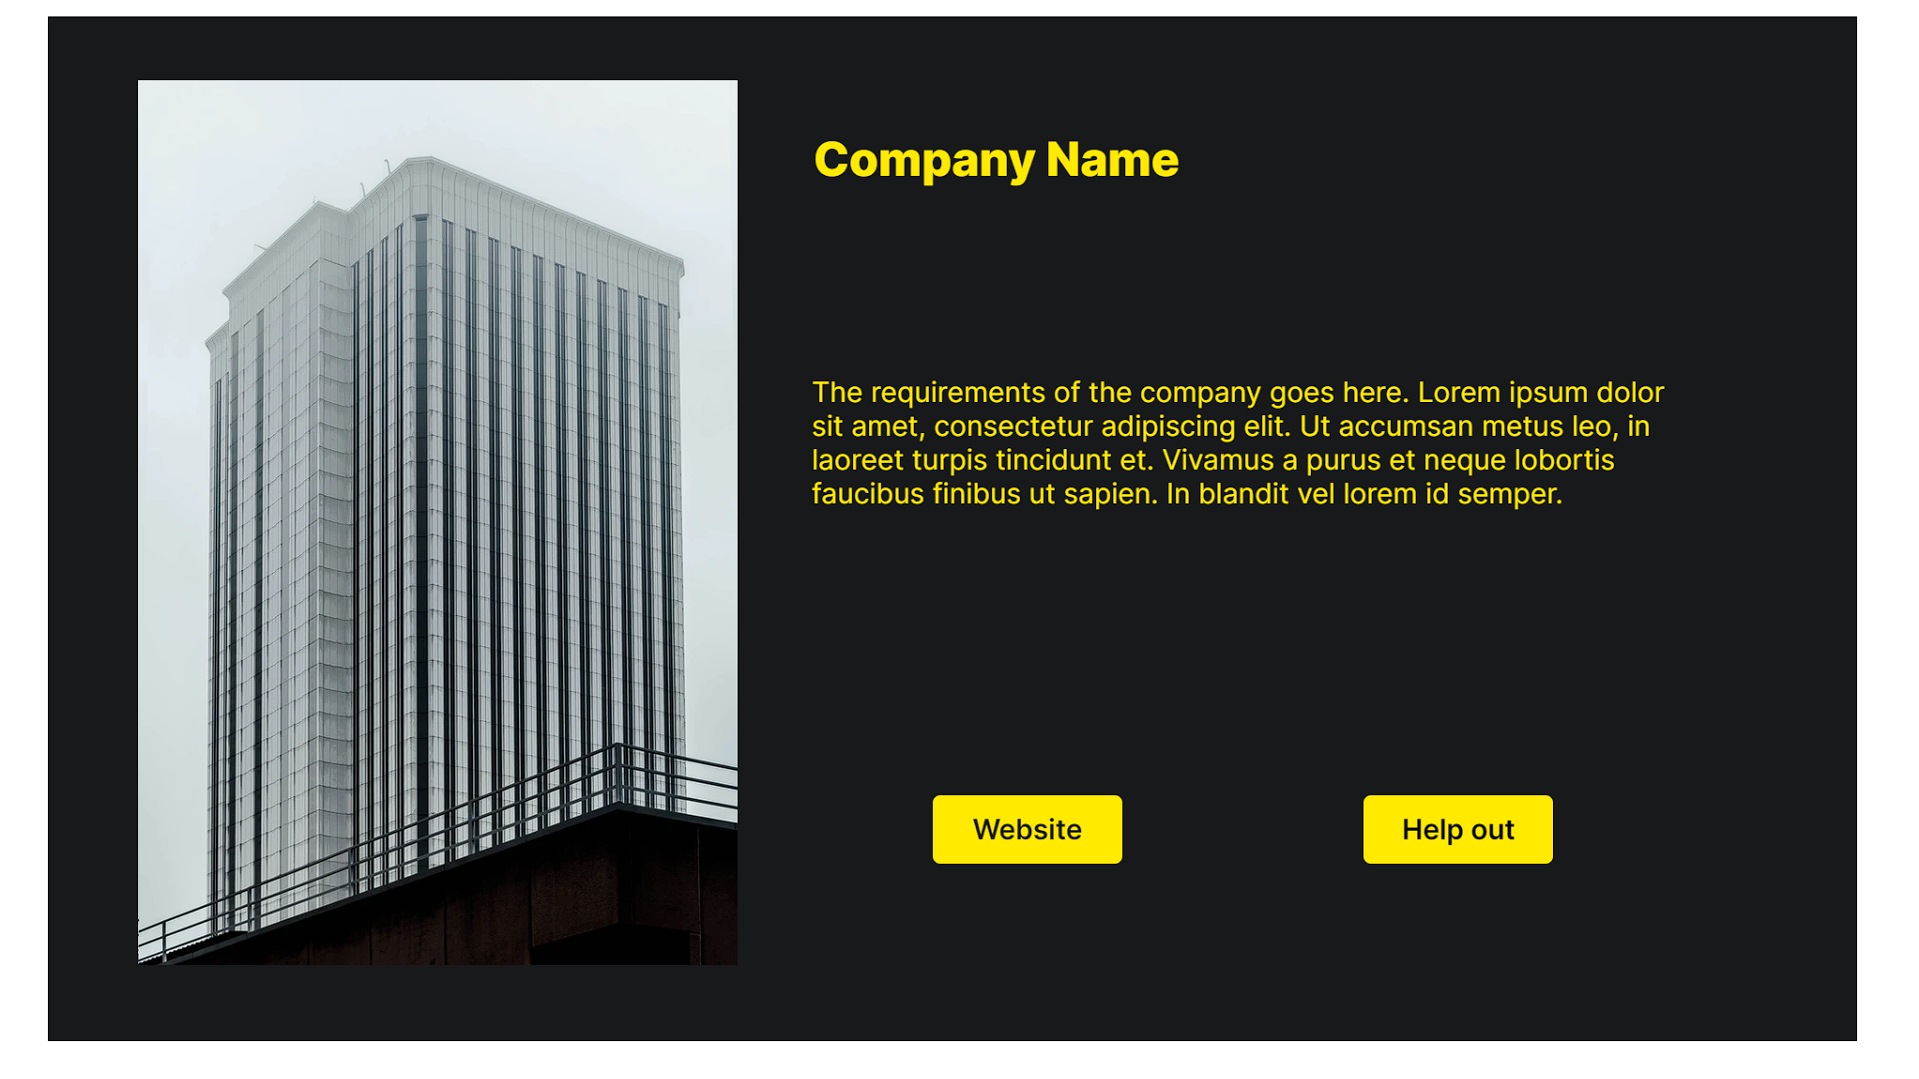 Company Name
The requirements of the company goes here. Lorem ipsum dolor
sit amet, consectetur adipiscing elit. Ut accumsan metus leo, in
laoreet turpis tincidunt et. Vivamus a purus et neque lobortis
faucibus finibus ut sapien. In blandit vel lorem id semper.
Website
Help out